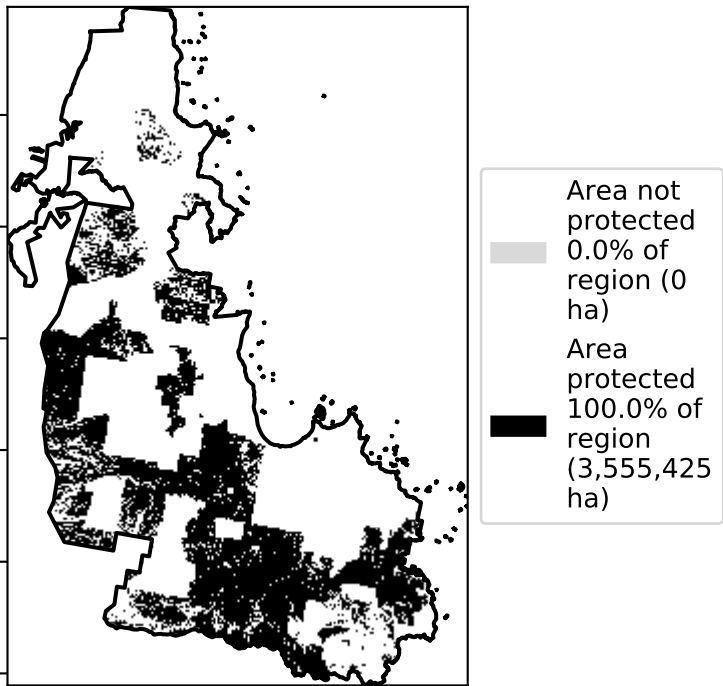 Area not
protected
0.0% of
region (0
ha)
Area
protected
100.0% of
region
(3,555,425
ha)